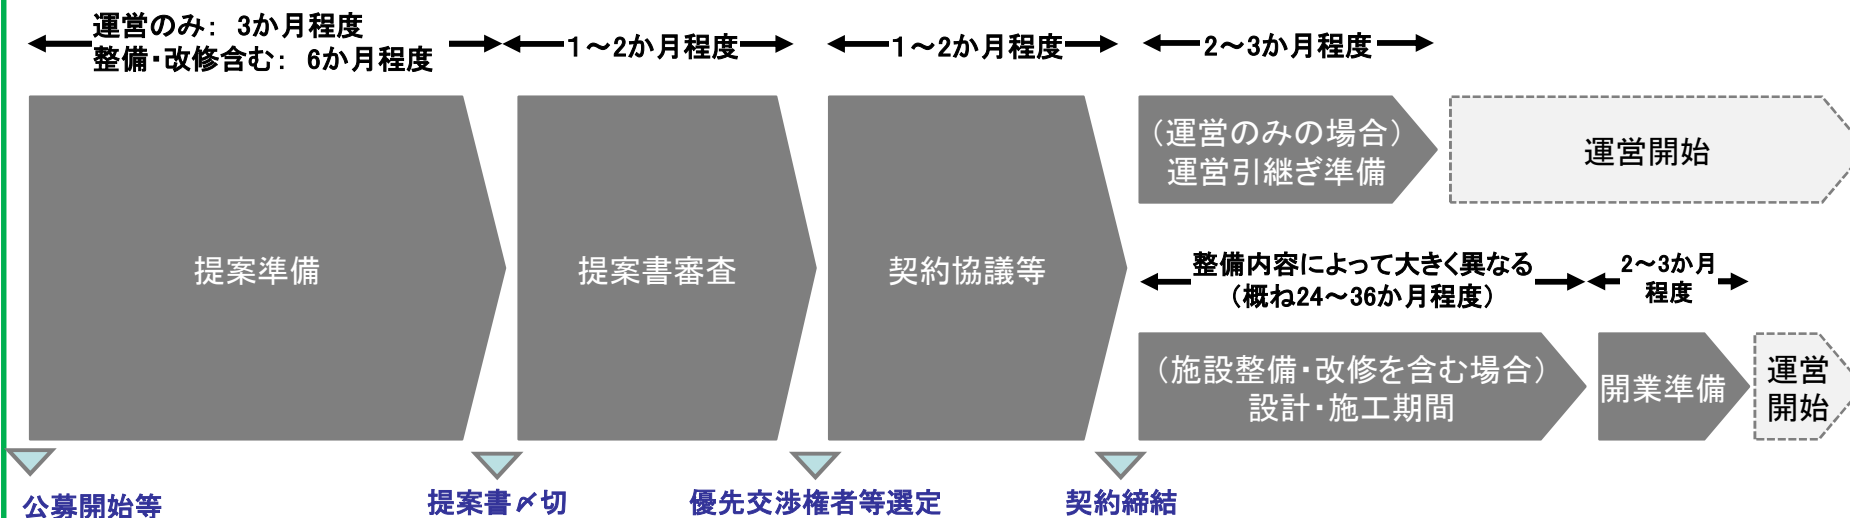 運営のみ： 3か月程度
整備・改修含む： 6か月程度
1～2か月程度
1～2か月程度
2～3か月程度
提案準備
提案書審査
契約協議等
（運営のみの場合）
運営引継ぎ準備
運営開始
整備内容によって大きく異なる
（概ね24～36か月程度）
2～3か月
程度
（施設整備・改修を含む場合）
設計・施工期間
開業準備
運営
開始
公募開始等
提案書〆切
優先交渉権者等選定
契約締結